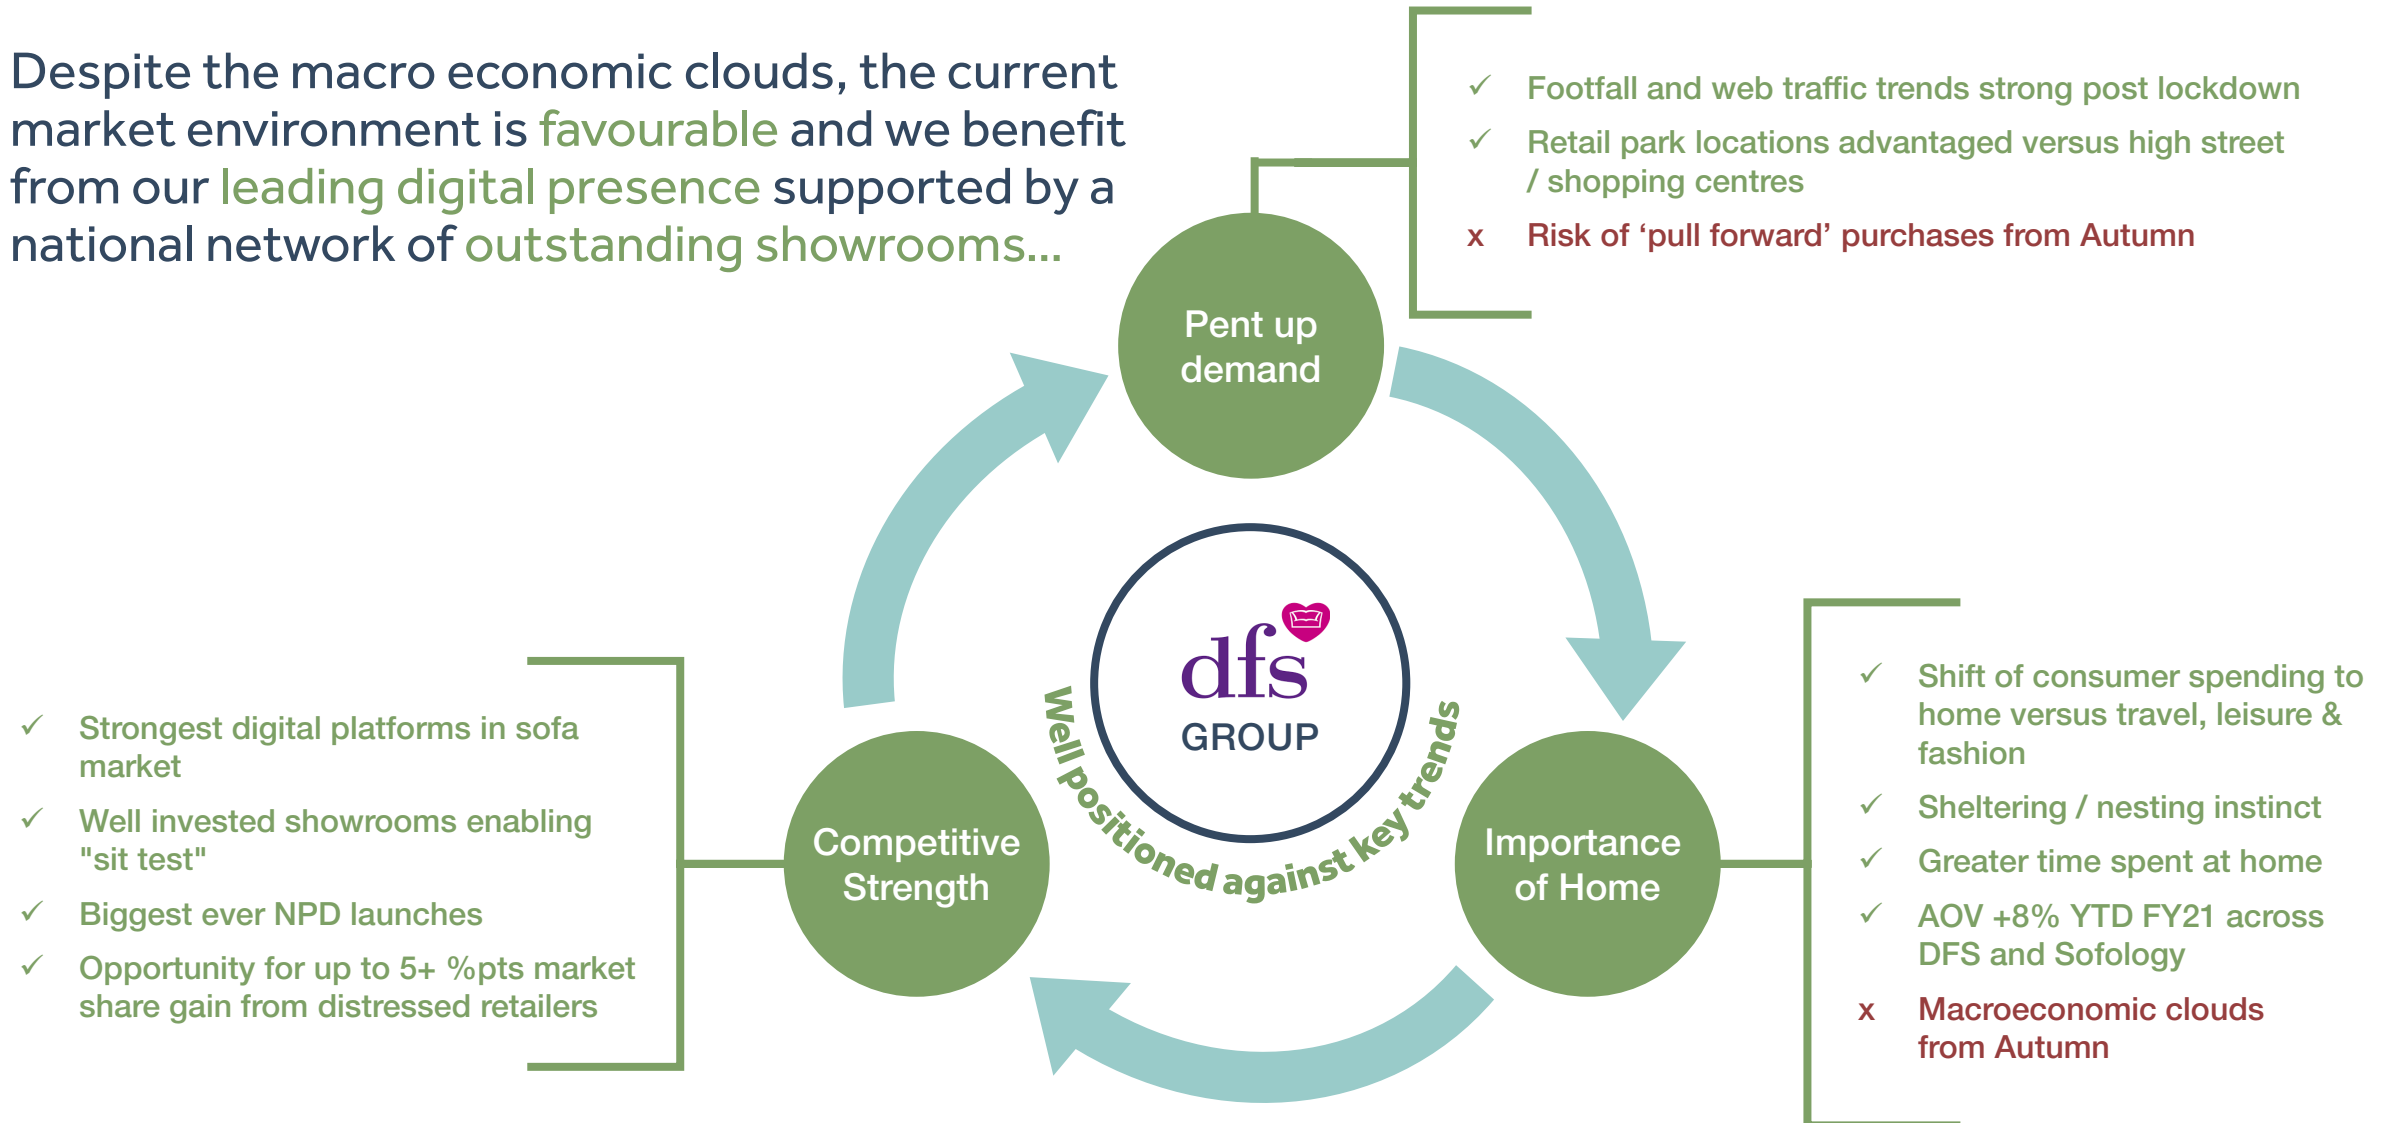 Despite the macro economic clouds, the current
market environment is favourable and we benefit
from our leading digital presence supported by a
national network of outstanding showrooms...
✓ Footfall and web traffic trends strong post lockdown
✓ Retail park locations advantaged versus high street
/ shopping centres
x Risk of ‘pull forward’ purchases from Autumn
Pent up
demand
dfs
GROUP
Well positioned against key trends
✓ Strongest digital platforms in sofa
market
✓ Well invested showrooms enabling
"sit test"
✓ Biggest ever NPD launches
✓ Opportunity for up to 5+ %pts market
share gain from distressed retailers
Competitive
Strength
Importance
of Home
✓ Shift of consumer spending to
home versus travel, leisure &
fashion
✓ Sheltering / nesting instinct
✓ Greater time spent at home
✓ AOV +8% YTD FY21 across
DFS and Sofology
x Macroeconomic clouds
from Autumn